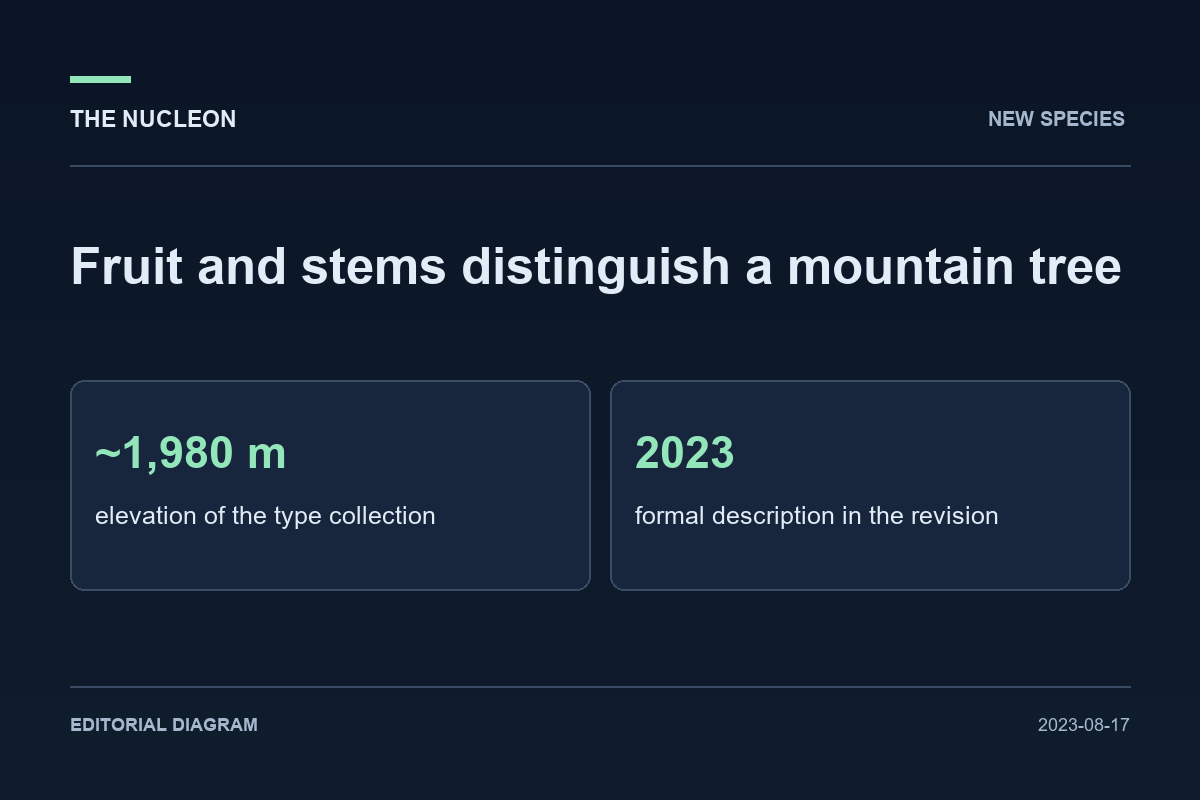 THE NUCLEON
NEW SPECIES
Fruit and stems distinguish a mountain tree
~1,980 m
elevation of the type collection
2023
formal description in the revision
EDITORIAL DIAGRAM
2023-08-17